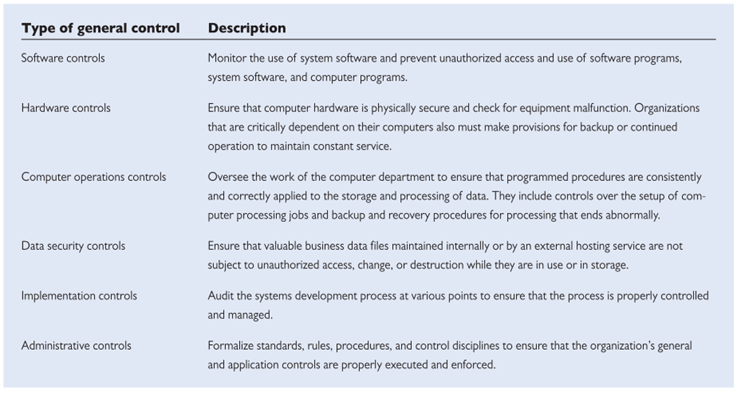 Type of general control Description
Software controls Monitor the use of system software and prevent unauthorized access and use of software programs,
system software, and computer programs.
Hardware controls Ensure that computer hardware is physically secure and check for equipment malfunction. Organizations
that are critically dependent on their computers also must make provisions for backup or continued
operation to maintain constant service.
Computer operations controls Oversee the work of the computer department to ensure that programmed procedures are consistently
and correctly applied to the storage and processing of data. They include controls over the setup of com-
puter processing jobs and backup and recovery procedures for processing that ends abnormally.
Data security controls Ensure that valuable business data files maintained internally or by an external hosting service are not
subject to unauthorized access, change, or destruction while they are in use or in storage.
Implementation controls Audit the systems development process at various points to ensure that the process is properly controlled
and managed.
Administrative controls Formalize standards, rules, procedures, and control disciplines to ensure that the organization's general
and application controls are properly executed and enforced.